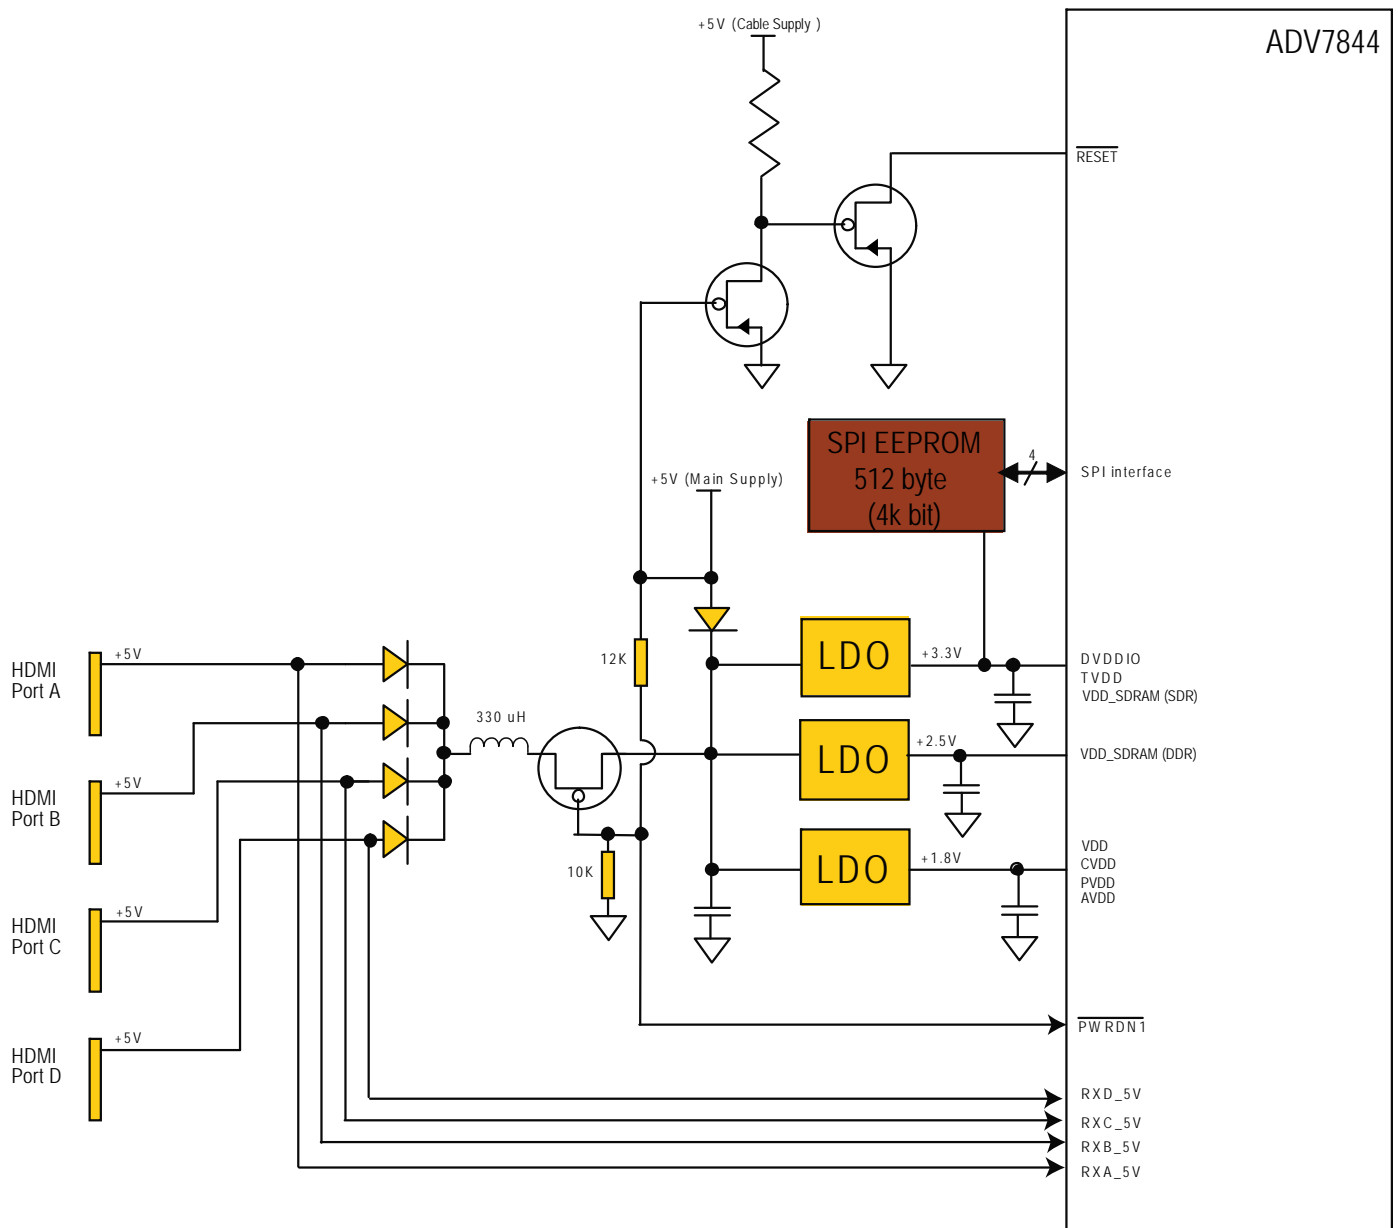 +5V (Cable Supply )
ADV7844
RESET
SPI EEPROM
512 byte
(4k bit)
4
SPI interface
+5V (Main Supply)
HDMI
Port A
+5V
12K
LDO
+3.3V
DVDDIO
TVDD
VDD_SDRAM (SDR)
330 uH
LDO
+2.5V
VDD_SDRAM (DDR)
HDMI
Port B
+5V
10K
LDO
+1.8V
VDD
CVDD
PVDD
AVDD
HDMI
Port C
+5V
PWRDN1
HDMI
Port D
+5V
RXD_5V
RXC_5V
RXB_5V
RXA_5V